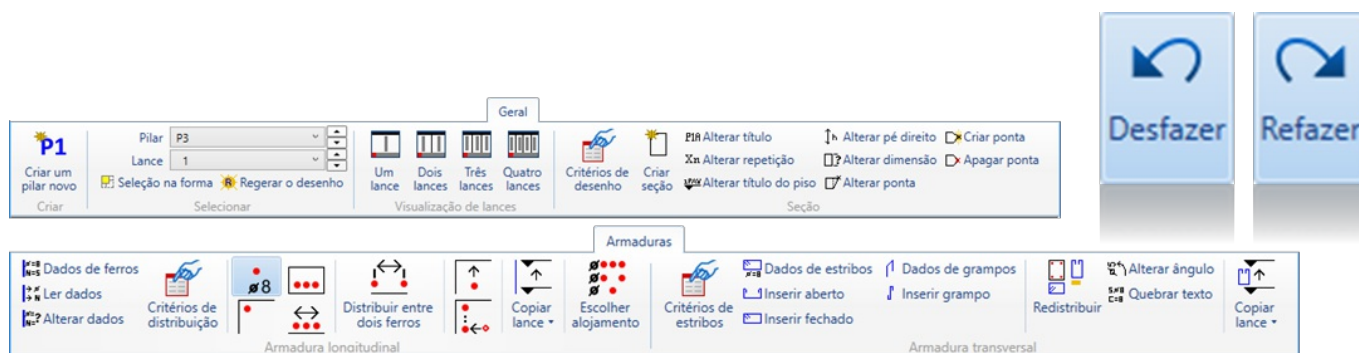 Desfazer
Refazer
Geral
P1
Criar um
pilar novo
Criar
Pilar P3
Lance 1
Seleção na forma R Regerar o desenho
Selecionar
Um
lance
Dois
lances
Três
lances
Quatro
lances
Visualização de lances
Critérios de
desenho
Criar
seção
P1A Alterar título
Xn Alterar repetição
Alterar título do piso
h Alterar pé direito
? Alterar dimensão
Alterar ponta
Criar ponta
Apagar ponta
Seção
Armaduras
Dados de ferros
Ler dados
Alterar dados
Critérios de
distribuição
ø8
Distribuir entre
dois ferros
Copiar
lance
Escolher
alojamento
Armadura longitudinal
Critérios de
estribos
Dados de estribos
Inserir aberto
Inserir fechado
Dados de grampos
Inserir grampo
Redistribuir
Alterar ângulo
Quebrar texto
Copiar
lance
Armadura transversal